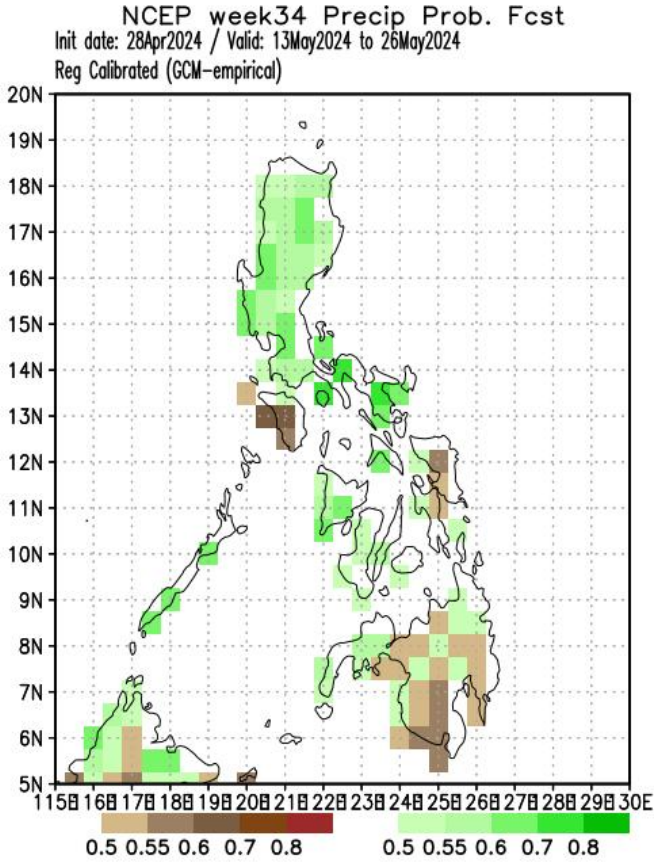 NCEP week34 Precip Prob. Fcst
Init date: 28Apr2024 / Valid: 13May2024 to 26May2024
Reg Calibrated (GCM-empirical)
20N
19N
18N
17N
16N
15N
14N
13N
12N
11N
10N
9N
8N
7N
6N
5N
115E 116E 117E 118E 119E 120E 121E 122E 123E 124E 125E 126E 127E 128E 129E 130E
0.5 0.55 0.6 0.7 0.8 0.5 0.55 0.6 0.7 0.8